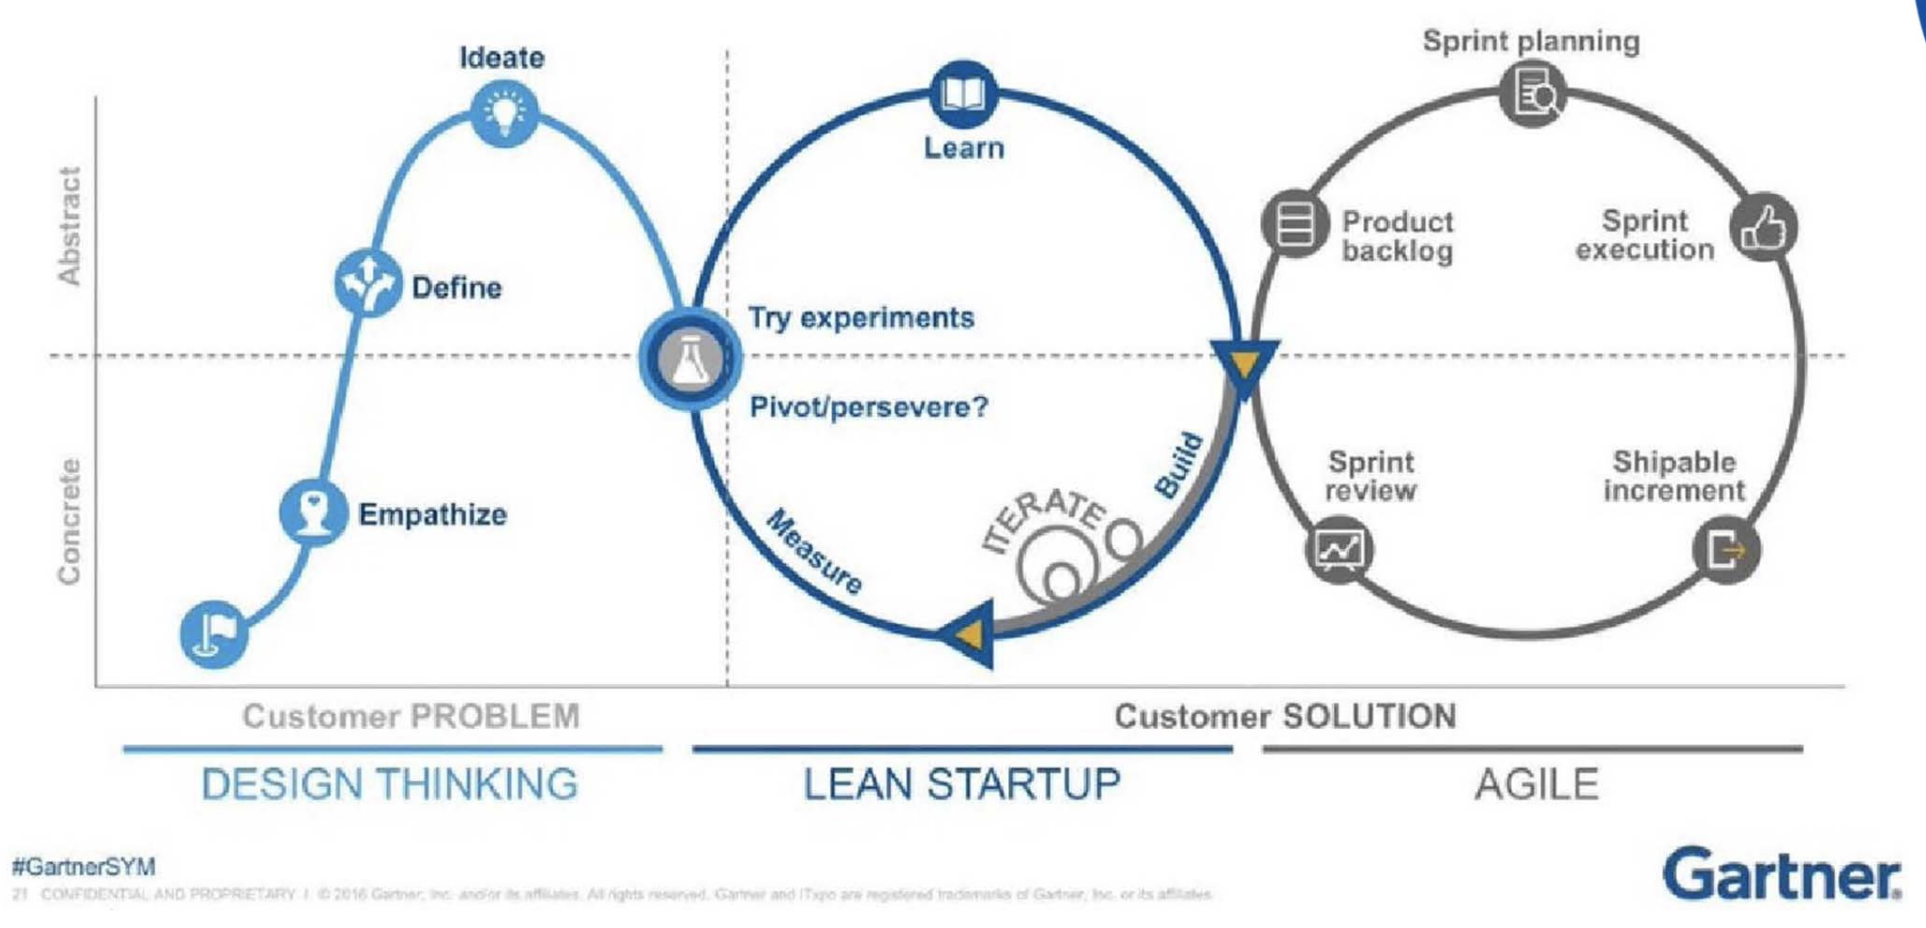 Ideate
Define
Empathize
Abstract
Concrete
Learn
Try experiments
Pivot/persevere?
Measure
ITERATE
Build
Sprint planning
Product
backlog
Sprint
execution
Sprint
review
Shipable
increment
Customer PROBLEM
Customer SOLUTION
DESIGN THINKING
LEAN STARTUP
AGILE
#GartnerSYM
21 CONFIDENTIAL AND PROPRIETARY I © 2016 Gartner, Inc. and/or its affiliates. All rights reserved. Gartner and ITxpo are registered trademarks of Gartner, Inc. or its affiliates.
Gartner®